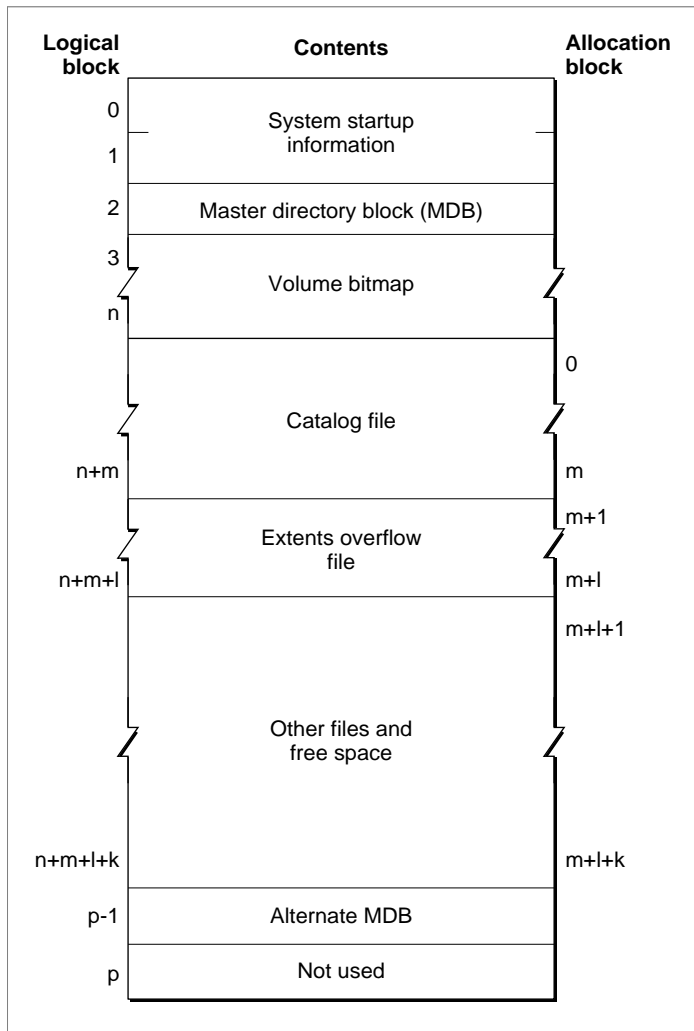 Logical block
Contents
Allocation block
0
System startup
information
1
2
Master directory block (MDB)
3
Volume bitmap
n
0
Catalog file
n+m
m
m+1
Extents overflow
file
n+m+l
m+l
m+l+1
Other files and
free space
n+m+l+k
m+l+k
p-1
Alternate MDB
p
Not used